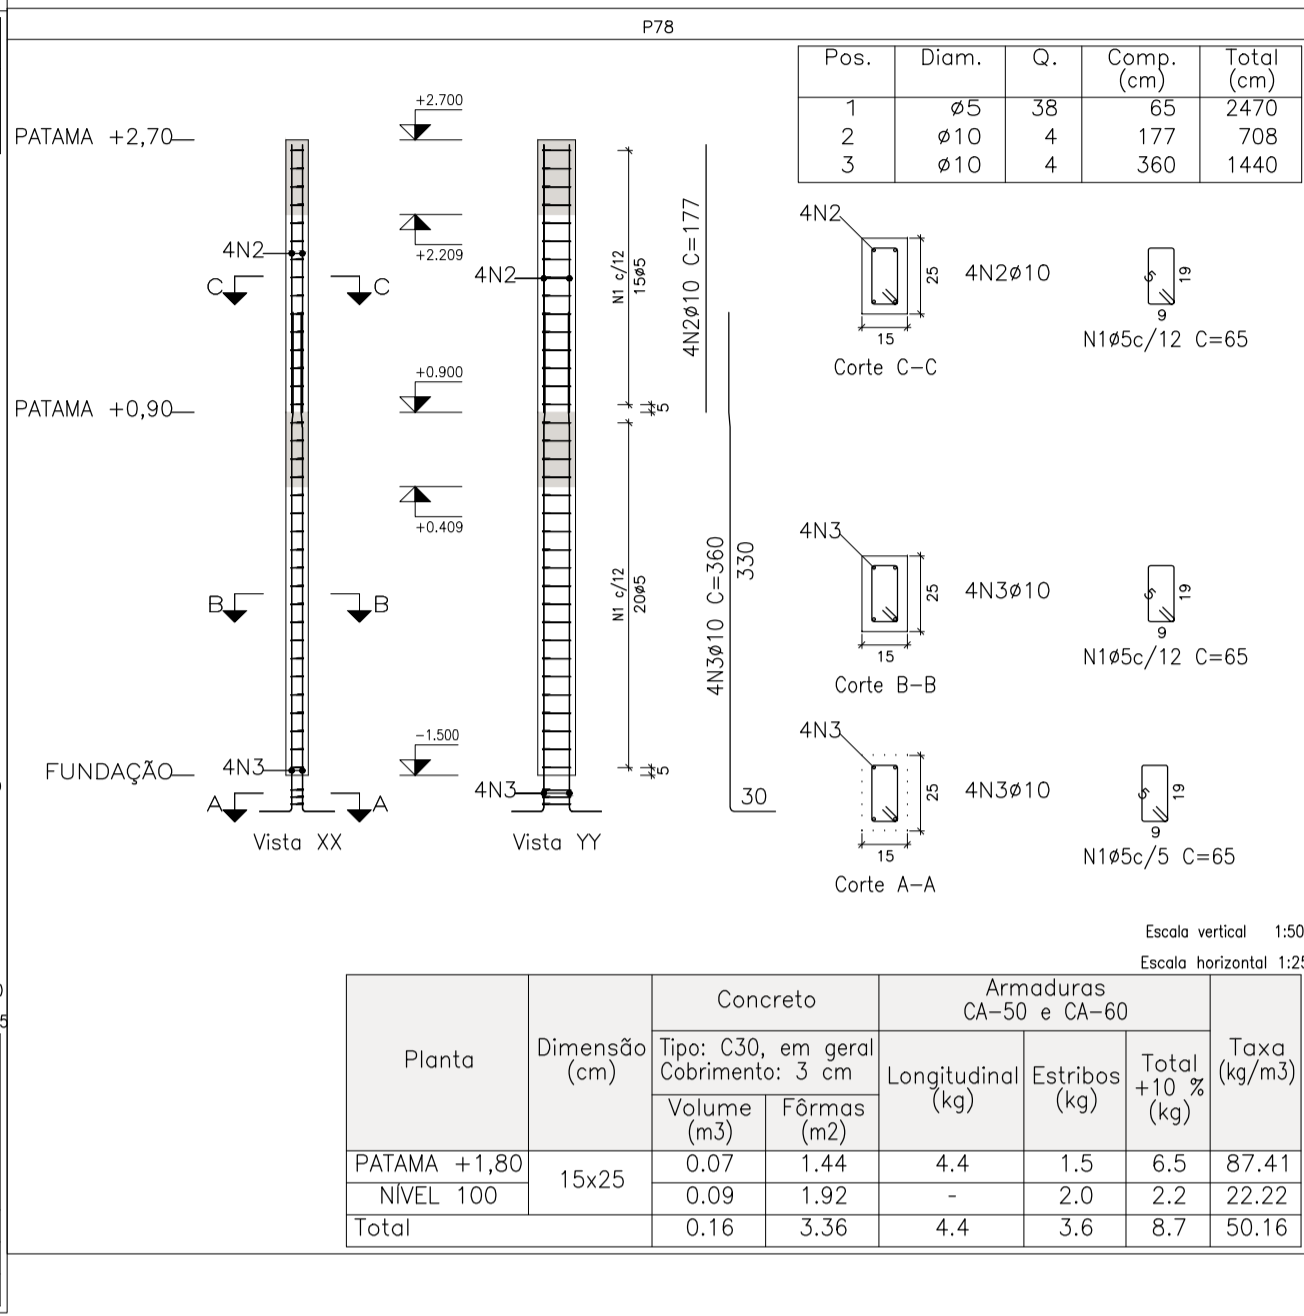 P78
Pos. Diam. Q. Comp. (cm) Total (cm)
1 ø5 38 65 2470
2 ø10 4 177 708
3 ø10 4 360 1440
PATAMA +2,70
+2.700
+2.209
4N2
4N2
C C
N1 c/12
15ø5
4N2ø10 C=177
PATAMA +0,90
+0.900
5
+0.409
B B
N1 c/12
20ø5
4N3ø10 C=360
330
FUNDAÇÃO
-1.500
4N3
4N3
5
30
A A
Vista XX
Vista YY
4N2
25
15
4N2ø10
Corte C-C
5
19
9
N1ø5c/12 C=65
4N3
25
15
4N3ø10
Corte B-B
5
19
9
N1ø5c/12 C=65
4N3
25
15
4N3ø10
Corte A-A
5
19
9
N1ø5c/5 C=65
Escala vertical 1:50
Escala horizontal 1:25
Planta
Dimensão (cm)
Concreto
Tipo: C30, em geral
Cobrimento: 3 cm
Volume (m3)
Fôrmas (m2)
Armaduras
CA-50 e CA-60
Longitudinal (kg)
Estribos (kg)
Total +10 % (kg)
Taxa (kg/m3)
PATAMA +1,80 15x25 0.07 1.44 4.4 1.5 6.5 87.41
NÍVEL 100 0.09 1.92 - 2.0 2.2 22.22
Total 0.16 3.36 4.4 3.6 8.7 50.16